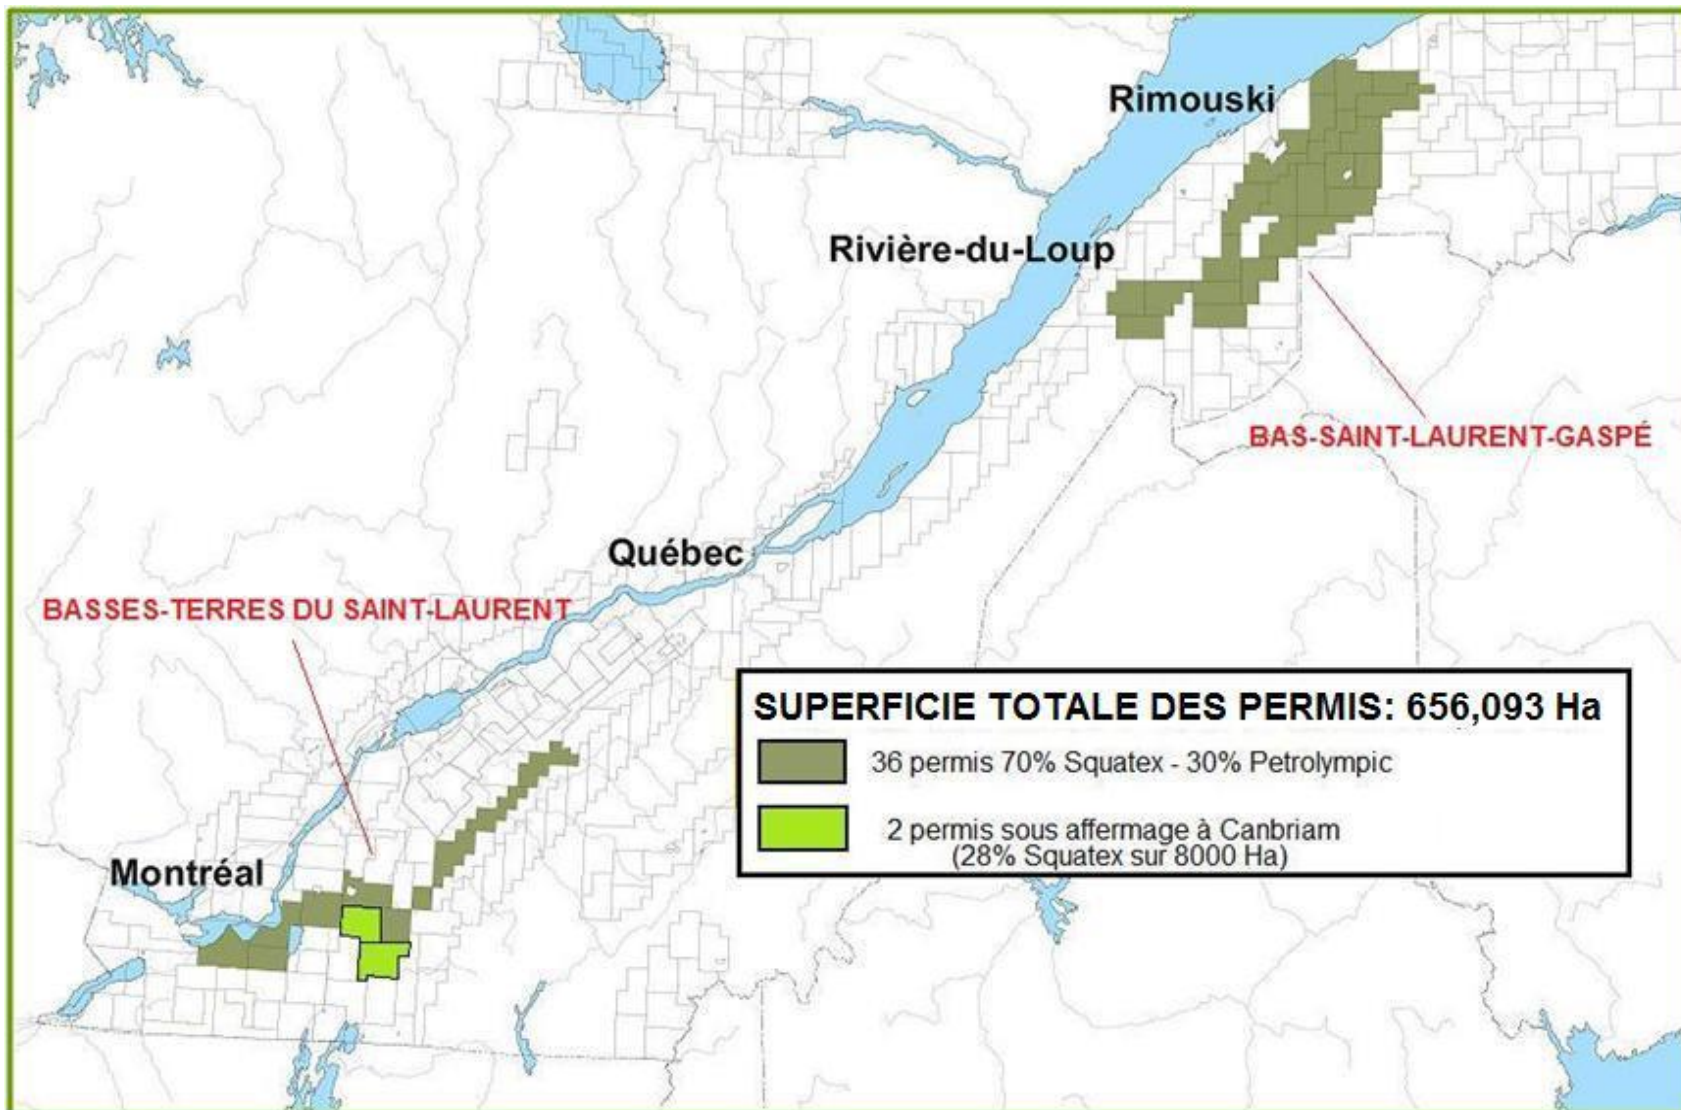 Rimouski
Rivière-du-Loup
BAS-SAINT-LAURENT-GASPÉ
Québec
BASSES-TERRES DU SAINT-LAURENT
Montréal
SUPERFICIE TOTALE DES PERMIS: 656,093 Ha
36 permis 70% Squatex - 30% Petrolympic
2 permis sous affermage à Canbriam
(28% Squatex sur 8000 Ha)